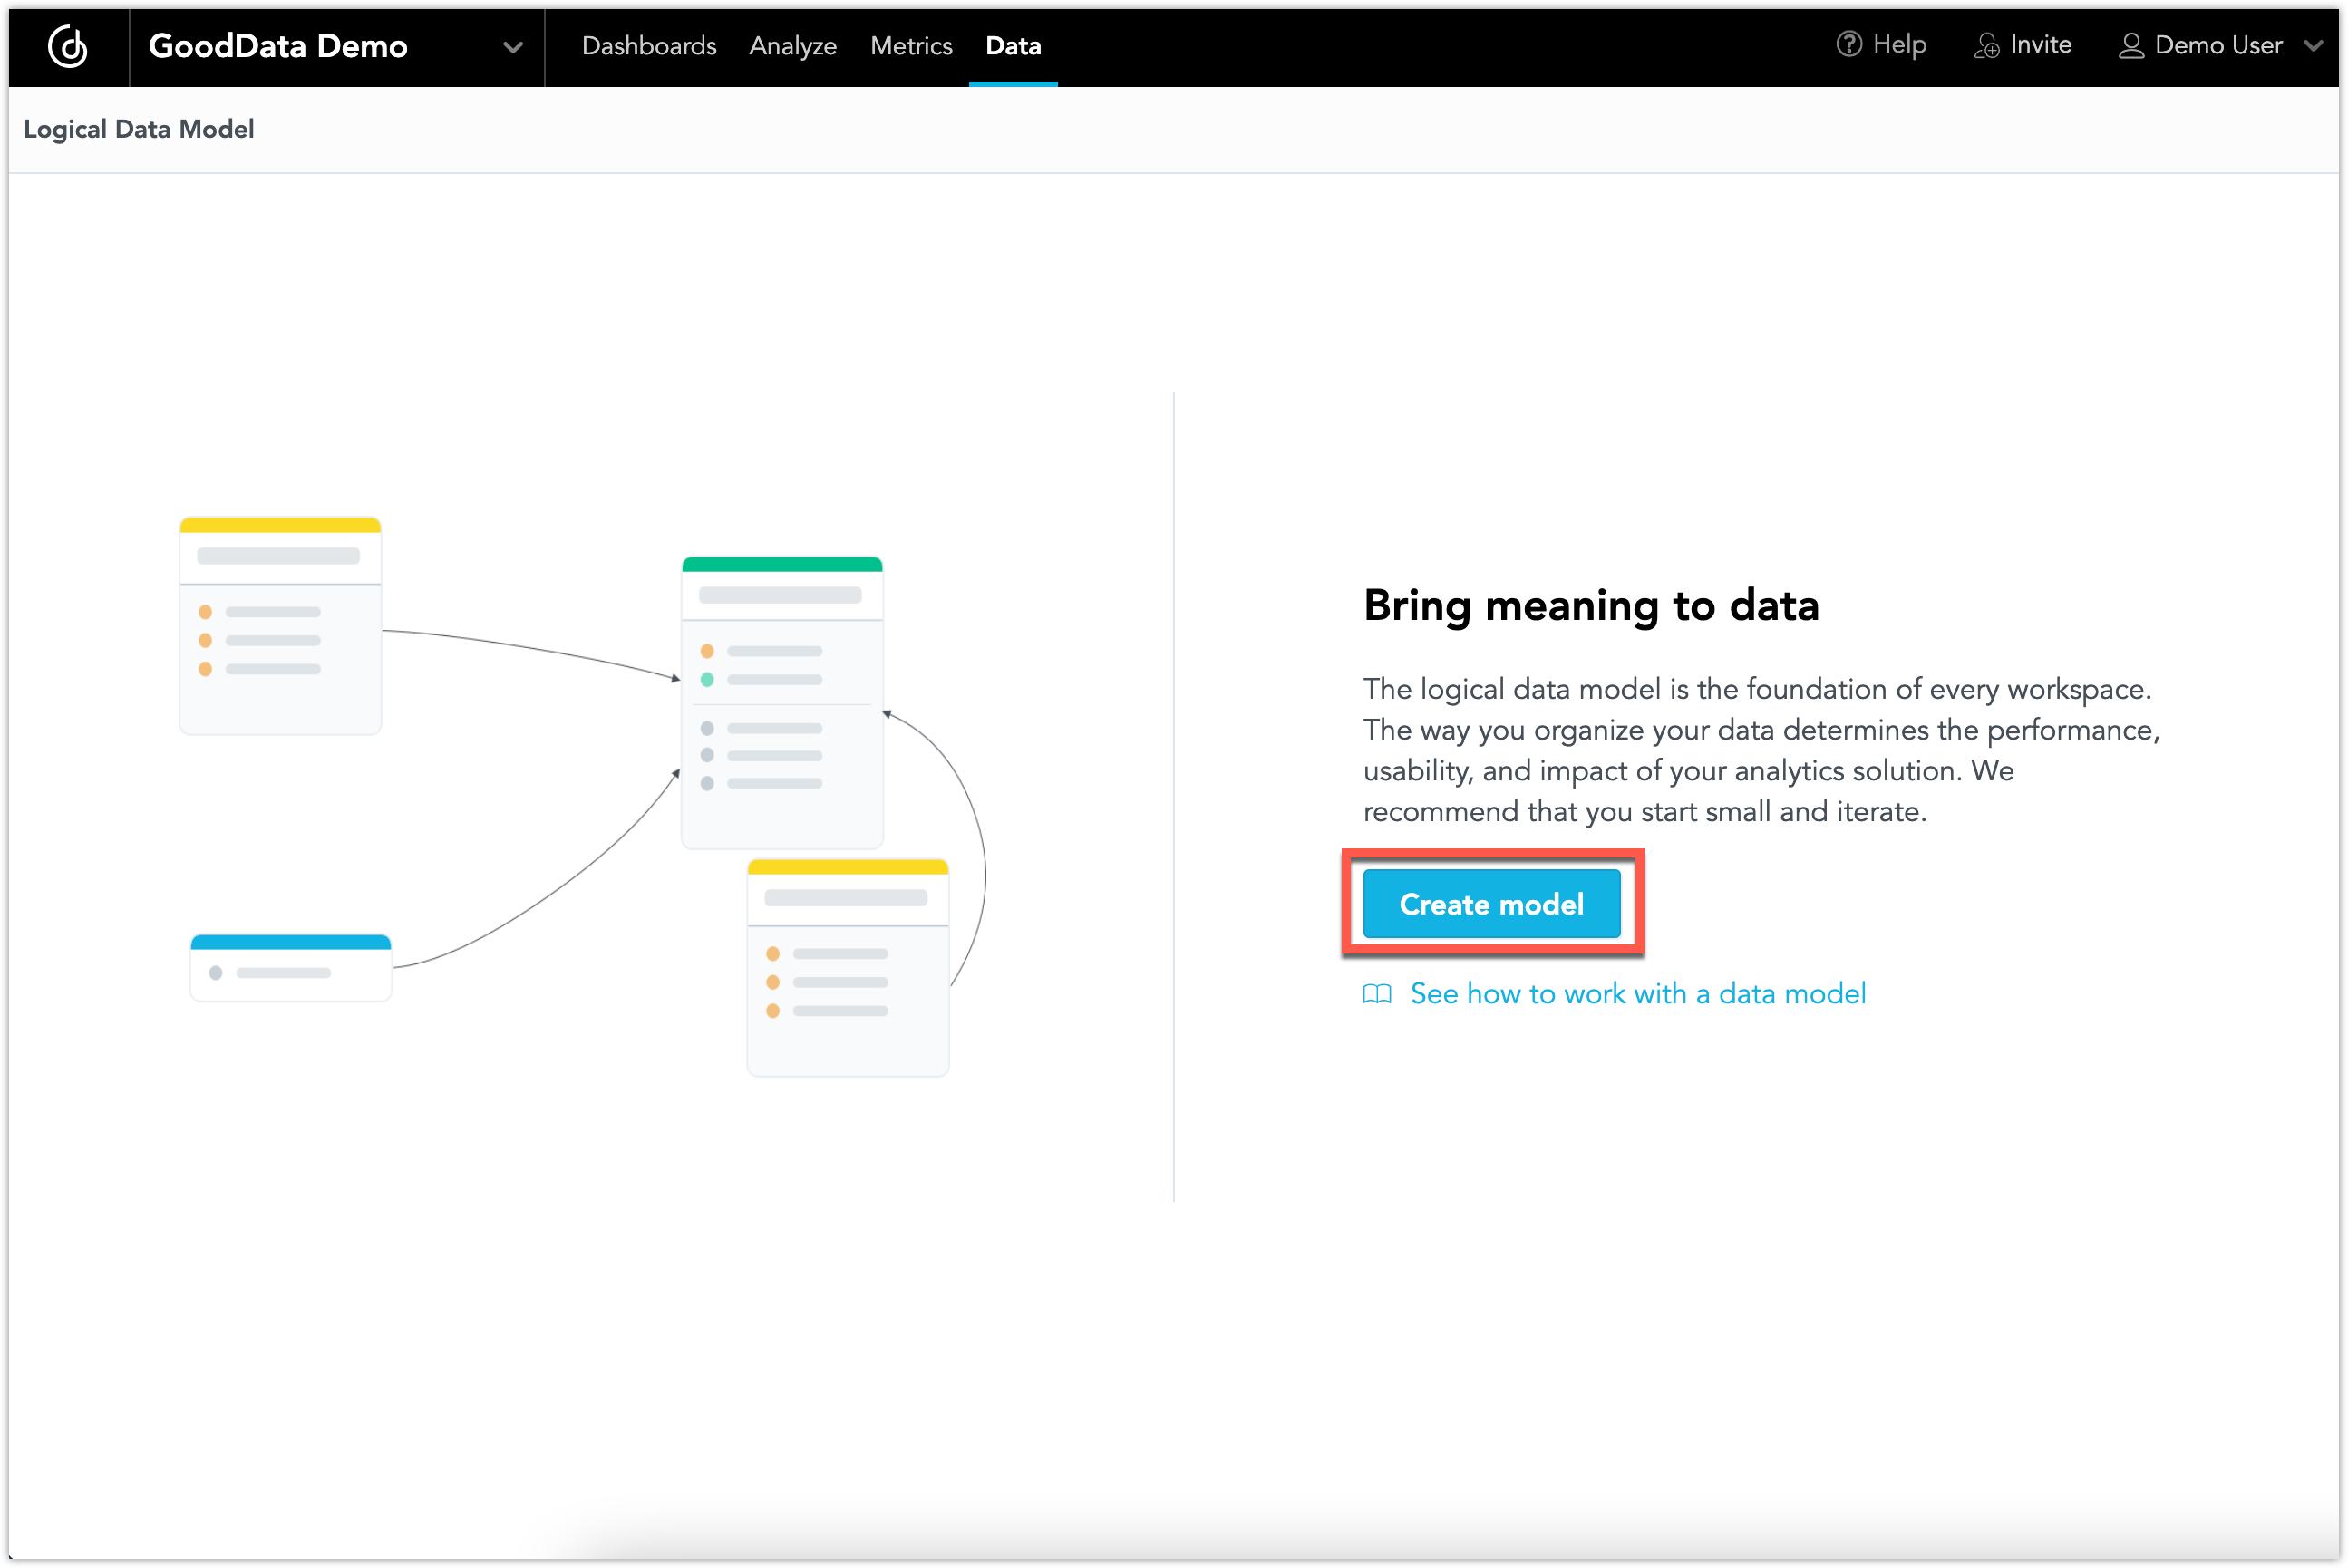 GoodData Demo
Dashboards
Analyze
Metrics
Data
Help
Invite
Demo User
Logical Data Model
Bring meaning to data
The logical data model is the foundation of every workspace.
The way you organize your data determines the performance,
usability, and impact of your analytics solution. We
recommend that you start small and iterate.
Create model
See how to work with a data model